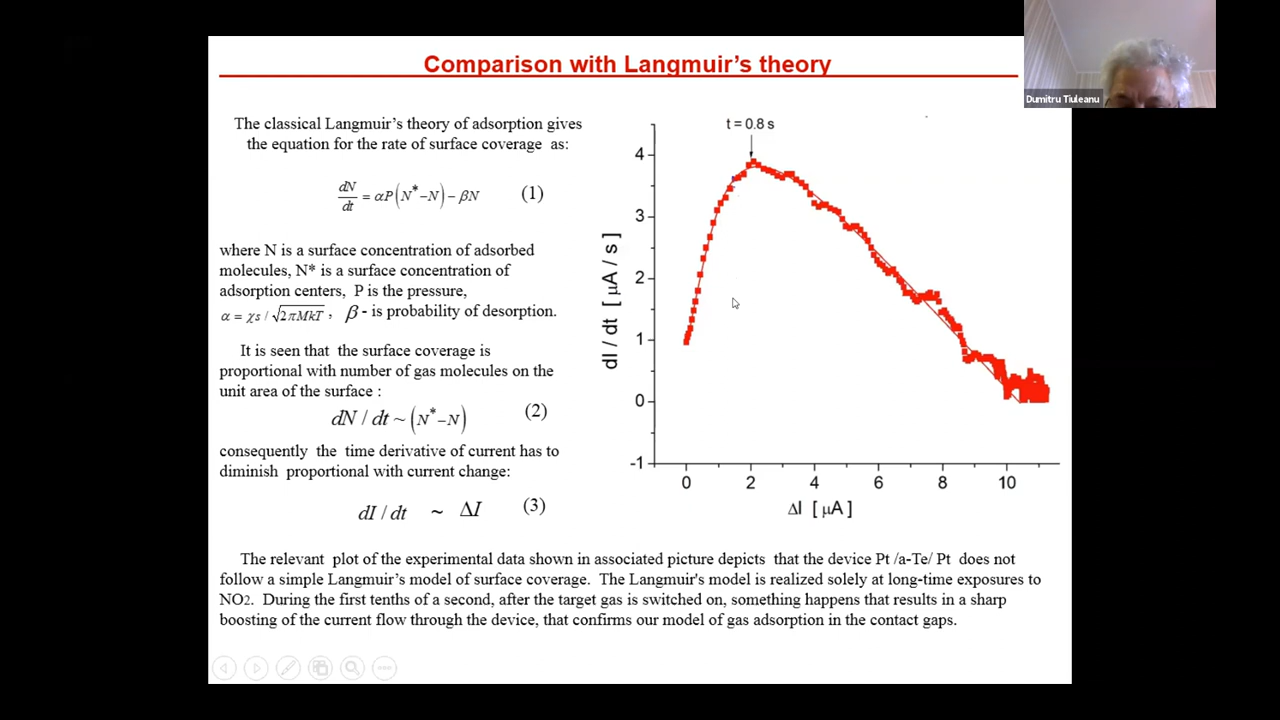 Comparison with Langmuir's theory
Dumitru Tiuleanu
The classical Langmuir's theory of adsorption gives
the equation for the rate of surface coverage as:
dN/dt = αP(N*–N) – βN (1)
where N is a surface concentration of adsorbed
molecules, N* is a surface concentration of
adsorption centers, P is the pressure,
α = χs / √2πMkT , β - is probability of desorption.
It is seen that the surface coverage is
proportional with number of gas molecules on the
unit area of the surface :
dN / dt ~ (N*–N) (2)
consequently the time derivative of current has to
diminish proportional with current change:
dI / dt ~ ΔI (3)
t = 0.8 s
4
3
2
1
0
-1
dI / dt [ µA / s ]
0 2 4 6 8 10
ΔI [ µA ]
The relevant plot of the experimental data shown in associated picture depicts that the device Pt /a-Te/ Pt does not
follow a simple Langmuir's model of surface coverage. The Langmuir's model is realized solely at long-time exposures to
NO2. During the first tenths of a second, after the target gas is switched on, something happens that results in a sharp
boosting of the current flow through the device, that confirms our model of gas adsorption in the contact gaps.